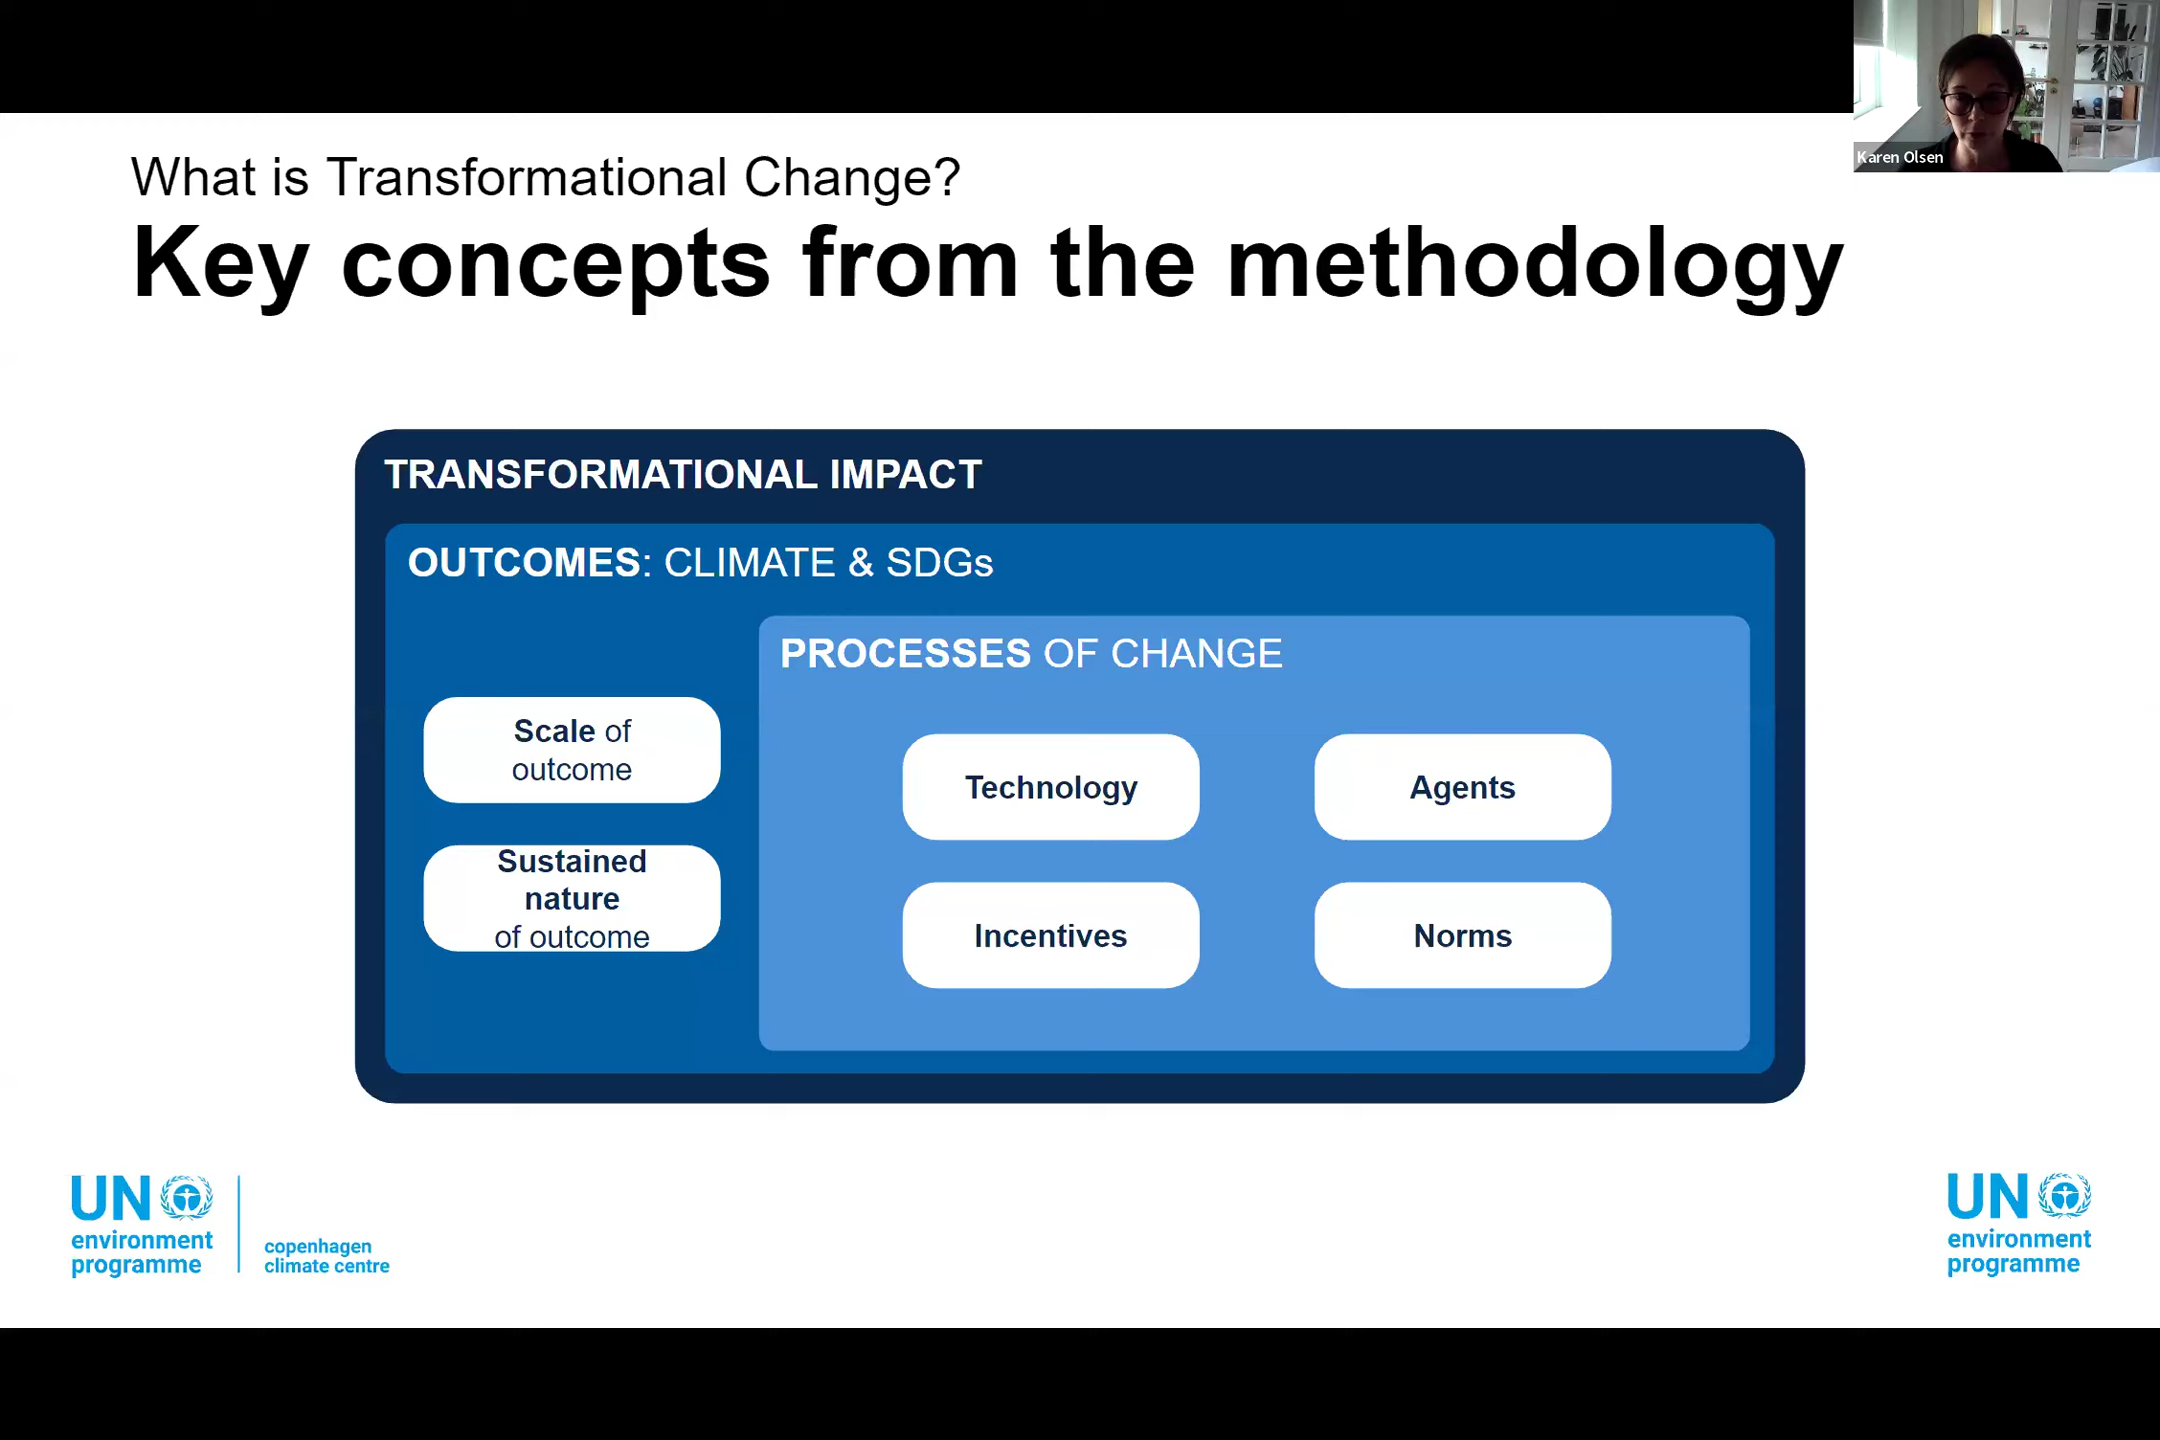 Karen Olsen
What is Transformational Change?
Key concepts from the methodology
TRANSFORMATIONAL IMPACT
OUTCOMES: CLIMATE & SDGs
PROCESSES OF CHANGE
Scale of
outcome
Sustained
nature
of outcome
Technology
Agents
Incentives
Norms
UN
environment
programme
copenhagen
climate centre
UN
environment
programme